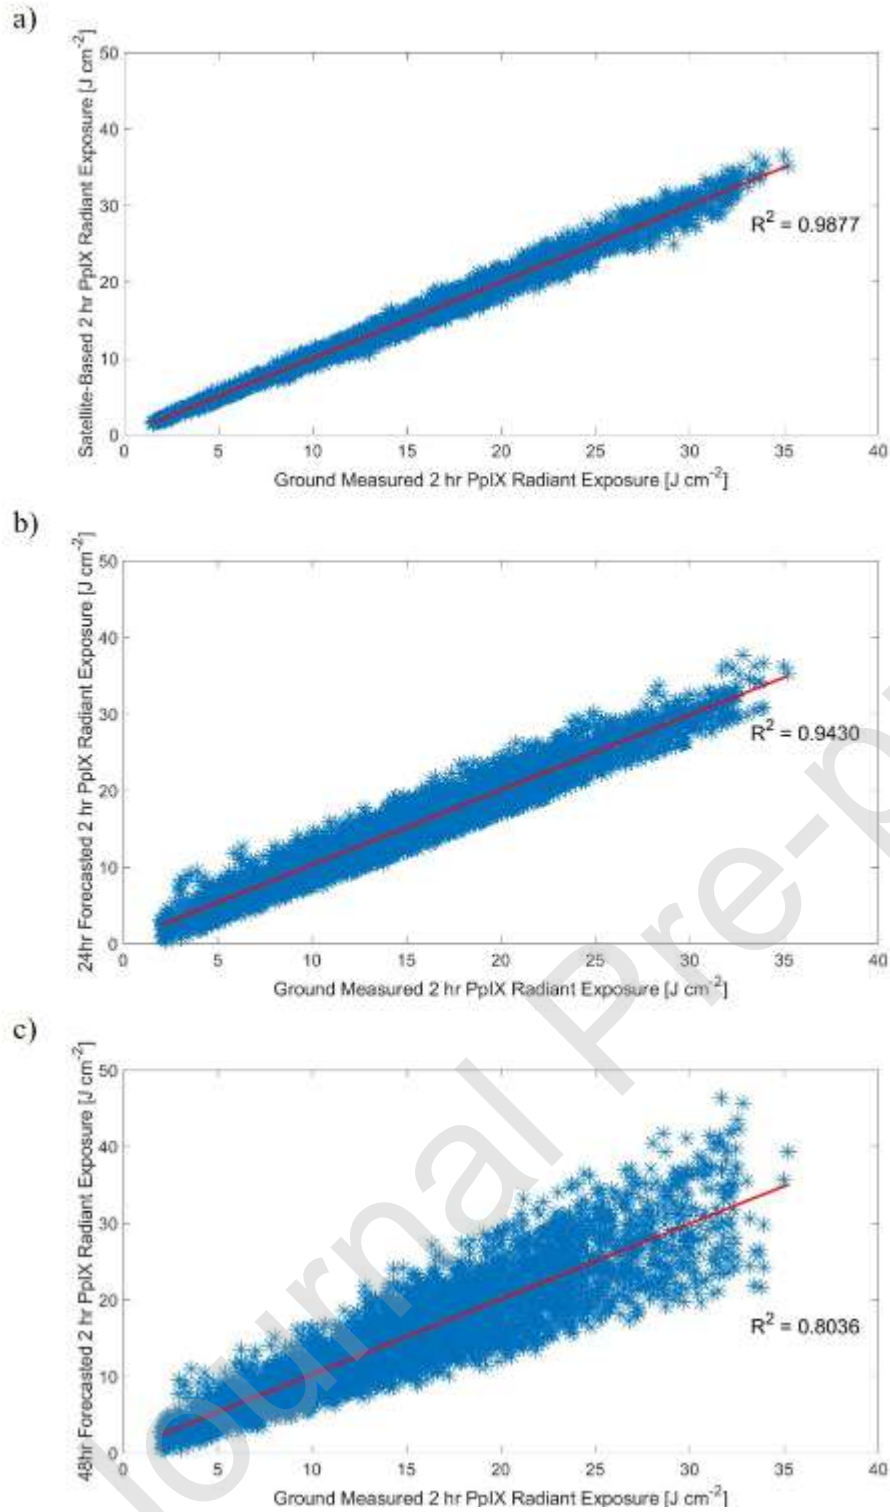 a)
Satellite-Based 2 hr PpIX Radiant Exposure [J cm⁻²]
50
40
30
20
10
0
R² = 0.9877
0 5 10 15 20 25 30 35 40
Ground Measured 2 hr PpIX Radiant Exposure [J cm⁻²]
b)
24hr Forecasted 2 hr PpIX Radiant Exposure [J cm⁻²]
50
40
30
20
10
0
R² = 0.9430
0 5 10 15 20 25 30 35 40
Ground Measured 2 hr PpIX Radiant Exposure [J cm⁻²]
c)
48hr Forecasted 2 hr PpIX Radiant Exposure [J cm⁻²]
50
40
30
20
10
0
R² = 0.8036
0 5 10 15 20 25 30 35 40
Ground Measured 2 hr PpIX Radiant Exposure [J cm⁻²]
Journal Pre-p